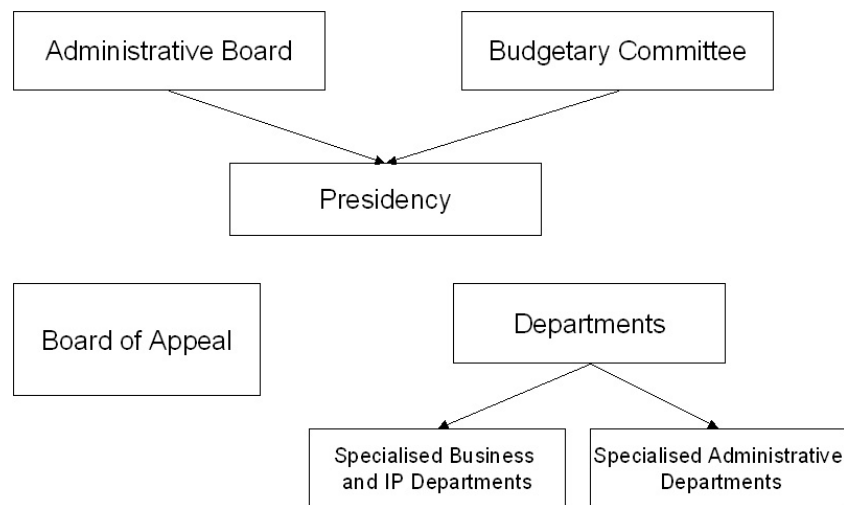 Administrative Board
Budgetary Committee
Presidency
Board of Appeal
Departments
Specialised Business
and IP Departments
Specialised Administrative
Departments